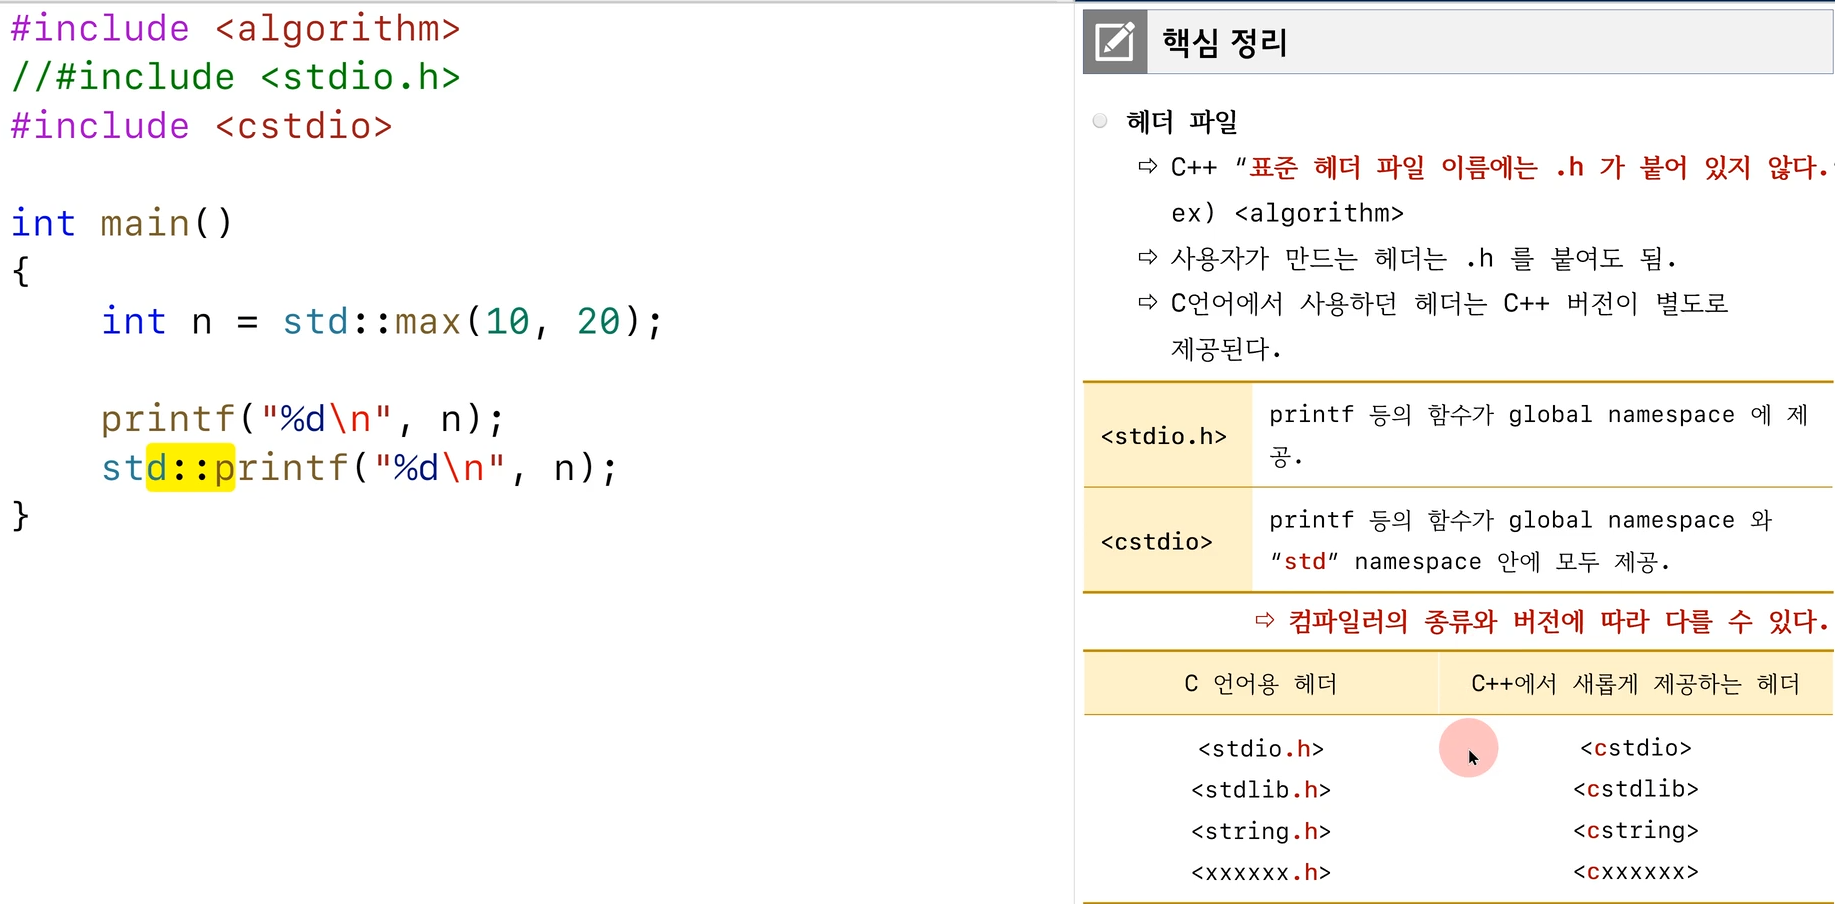 #include <algorithm>
//#include <stdio.h>
#include <cstdio>
int main()
{
int n = std::max(10, 20);
printf("%d\n", n);
std::printf("%d\n", n);
}
핵심 정리
헤더 파일
⇨ C++ “표준 헤더 파일 이름에는 .h 가 붙어 있지 않다.
ex) <algorithm>
⇨ 사용자가 만드는 헤더는 .h 를 붙여도 됨.
⇨ C언어에서 사용하던 헤더는 C++ 버전이 별도로
제공된다.
<stdio.h>
printf 등의 함수가 global namespace 에 제
공.
<cstdio>
printf 등의 함수가 global namespace 와
“std” namespace 안에 모두 제공.
⇨ 컴파일러의 종류와 버전에 따라 다를 수 있다.
C 언어용 헤더
C++에서 새롭게 제공하는 헤더
<stdio.h>
<cstdio>
<stdlib.h>
<cstdlib>
<string.h>
<cstring>
<xxxxxx.h>
<cxxxxxx>